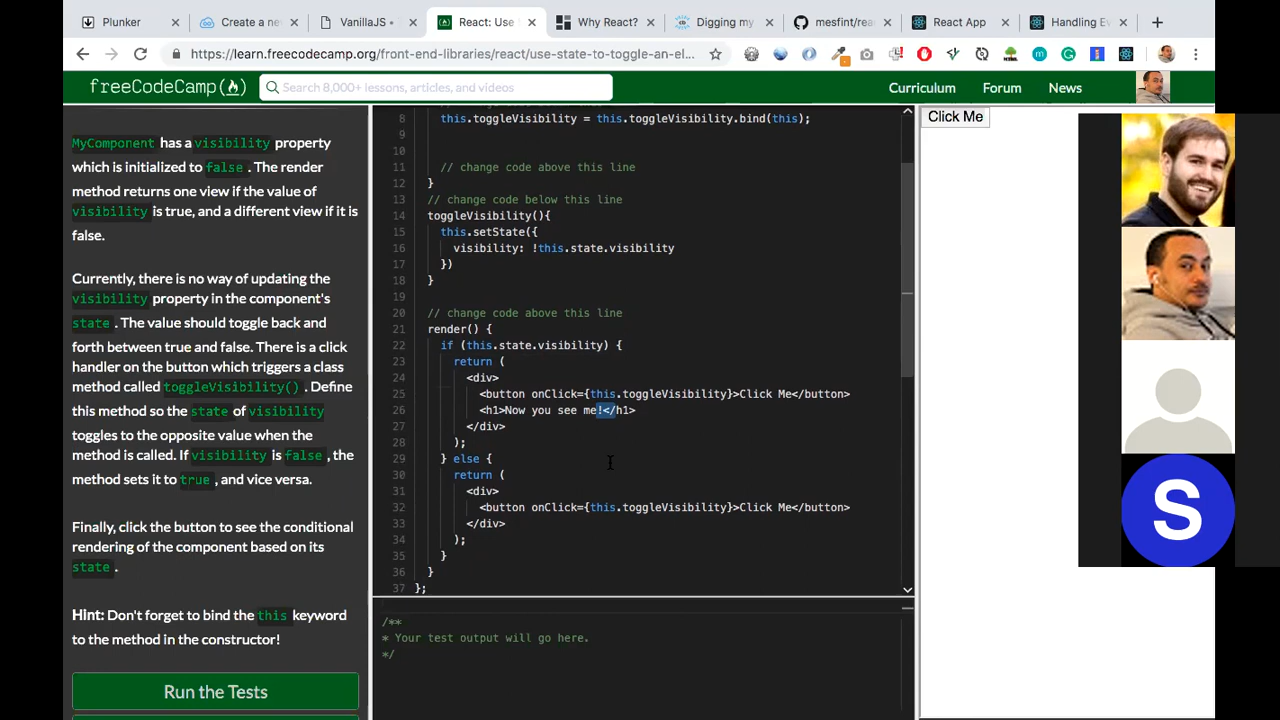 Plunker
Create a ne
VanillaJS •
React: Use
Why React?
Digging my
mesfint/rea
React App
Handling Ev
https://learn.freecodecamp.org/front-end-libraries/react/use-state-to-toggle-an-el...
freeCodeCamp
Search 8,000+ lessons, articles, and videos
Curriculum
Forum
News
MyComponent has a visibility property
which is initialized to false . The render
method returns one view if the value of
visibility is true, and a different view if it is
false.
Currently, there is no way of updating the
visibility property in the component's
state . The value should toggle back and
forth between true and false. There is a click
handler on the button which triggers a class
method called toggleVisibility() . Define
this method so the state of visibility
toggles to the opposite value when the
method is called. If visibility is false , the
method sets it to true , and vice versa.
Finally, click the button to see the conditional
rendering of the component based on its
state .
Hint: Don't forget to bind the this keyword
to the method in the constructor!
Run the Tests
8 this.toggleVisibility = this.toggleVisibility.bind(this);
9
10
11 // change code above this line
12 }
13 // change code below this line
14 toggleVisibility(){
15 this.setState({
16 visibility: !this.state.visibility
17 })
18 }
19
20 // change code above this line
21 render() {
22 if (this.state.visibility) {
23 return (
24 <div>
25 <button onClick={this.toggleVisibility}>Click Me</button>
26 <h1>Now you see me!</h1>
27 </div>
28 );
29 } else {
30 return (
31 <div>
32 <button onClick={this.toggleVisibility}>Click Me</button>
33 </div>
34 );
35 }
36 }
37 };
/**
* Your test output will go here.
*/
Click Me
S